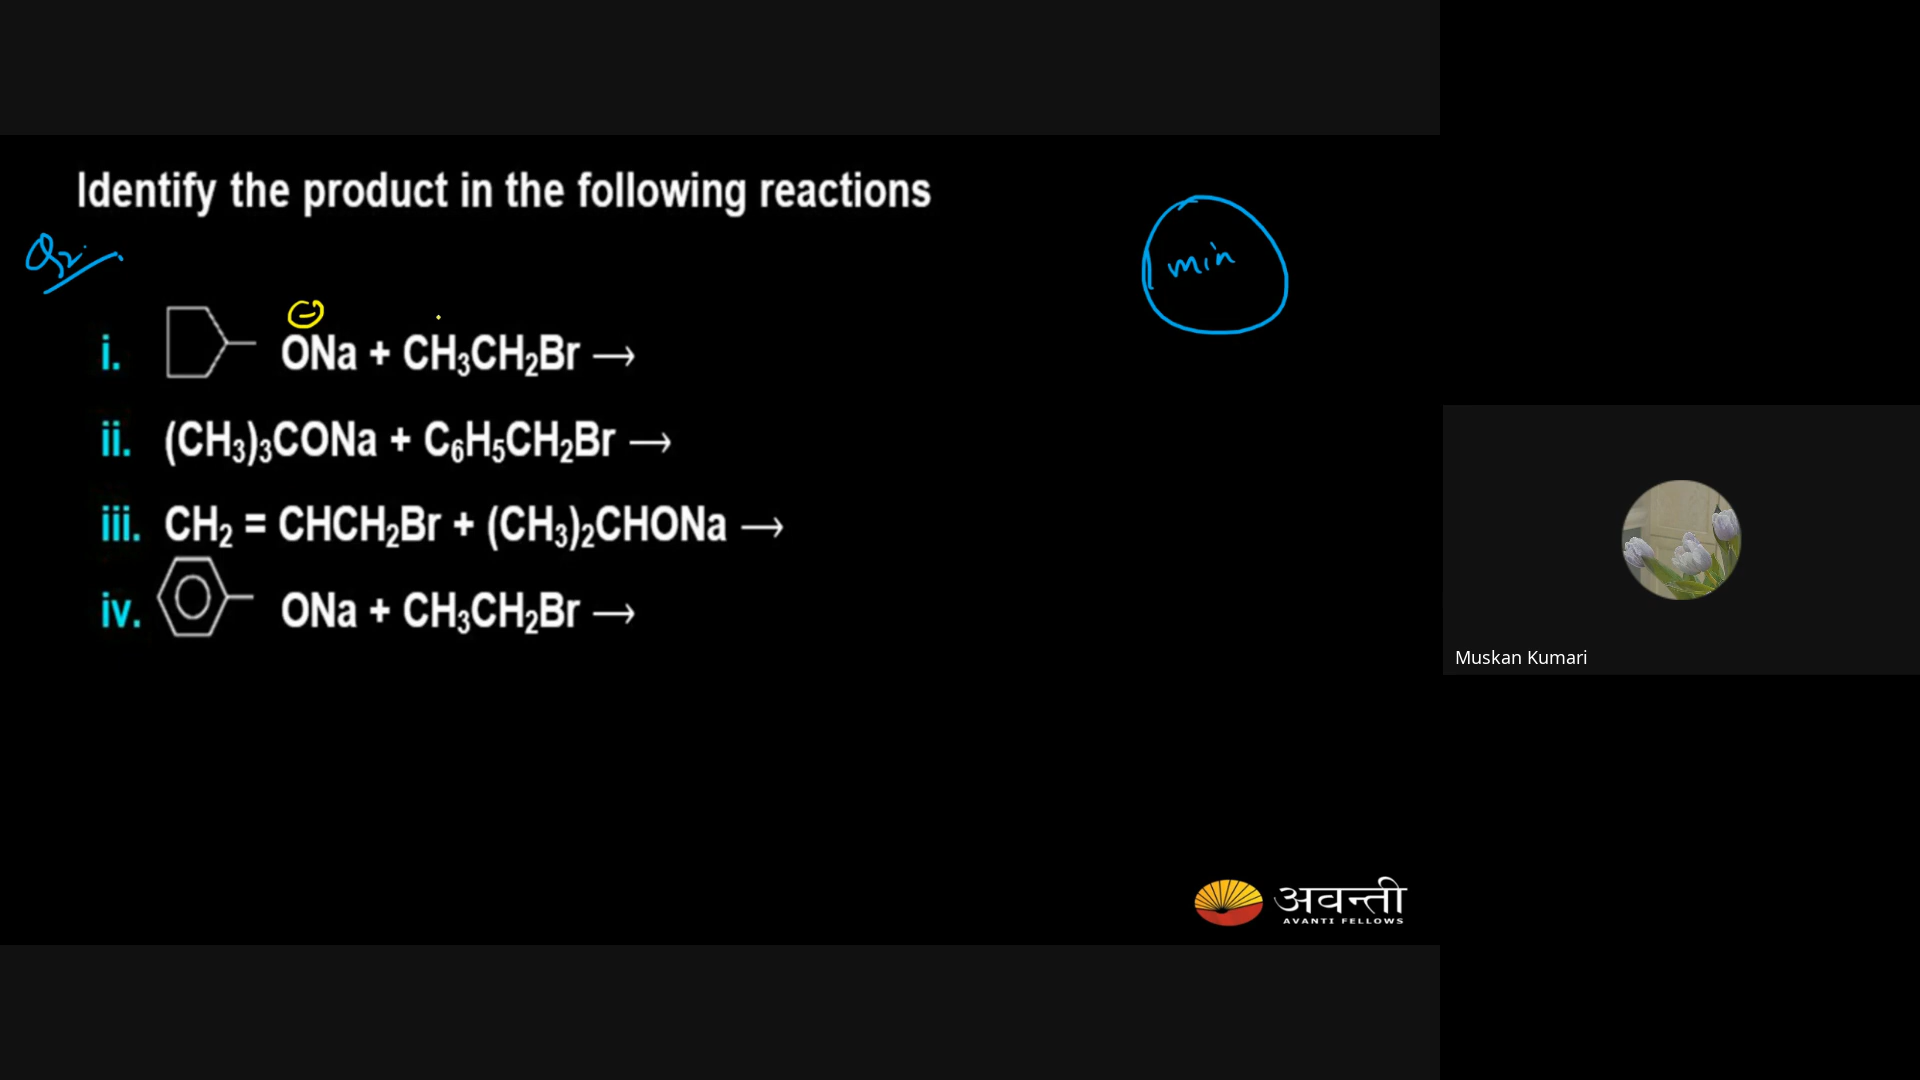 Identify the product in the following reactions
Q2.
min
i. ONa + CH₃CH₂Br →
ii. (CH₃)₃CONa + C₆H₅CH₂Br →
iii. CH₂ = CHCH₂Br + (CH₃)₂CHONa →
iv. ONa + CH₃CH₂Br →
Muskan Kumari
अवन्ती
AVANTI FELLOWS